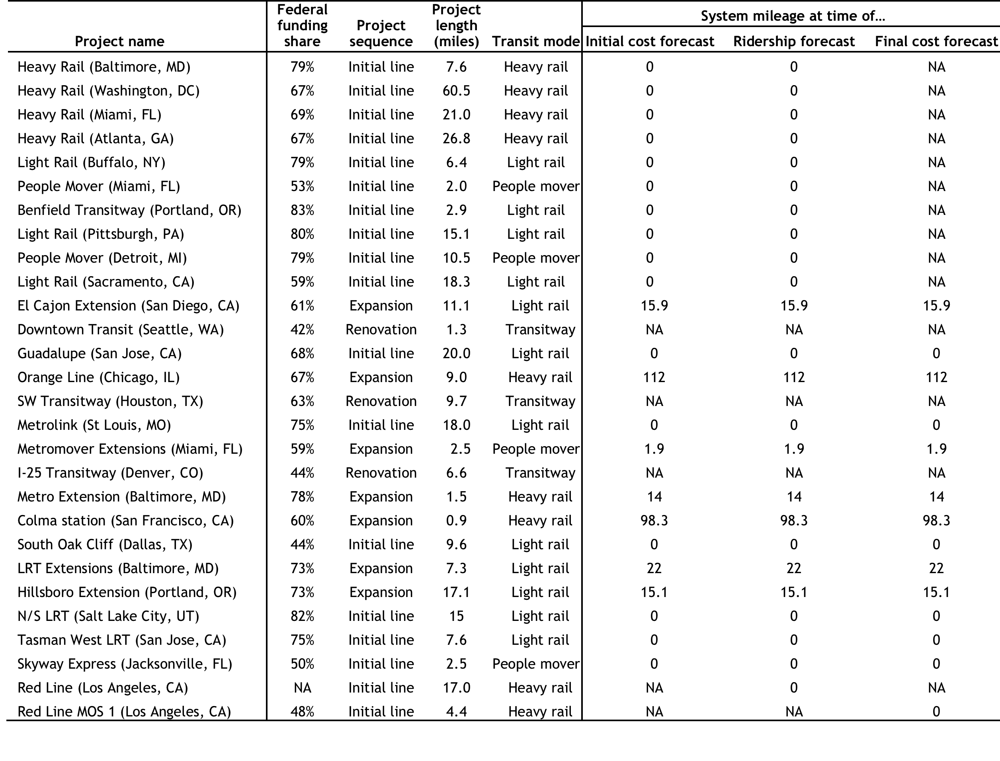 Project name Federal funding share Project sequence Project length (miles) Transit mode System mileage at time of…
Initial cost forecast Ridership forecast Final cost forecast
Heavy Rail (Baltimore, MD) 79% Initial line 7.6 Heavy rail 0 0 NA
Heavy Rail (Washington, DC) 67% Initial line 60.5 Heavy rail 0 0 NA
Heavy Rail (Miami, FL) 69% Initial line 21.0 Heavy rail 0 0 NA
Heavy Rail (Atlanta, GA) 67% Initial line 26.8 Heavy rail 0 0 NA
Light Rail (Buffalo, NY) 79% Initial line 6.4 Light rail 0 0 NA
People Mover (Miami, FL) 53% Initial line 2.0 People mover 0 0 NA
Benfield Transitway (Portland, OR) 83% Initial line 2.9 Light rail 0 0 NA
Light Rail (Pittsburgh, PA) 80% Initial line 15.1 Light rail 0 0 NA
People Mover (Detroit, MI) 79% Initial line 10.5 People mover 0 0 NA
Light Rail (Sacramento, CA) 59% Initial line 18.3 Light rail 0 0 NA
El Cajon Extension (San Diego, CA) 61% Expansion 11.1 Light rail 15.9 15.9 15.9
Downtown Transit (Seattle, WA) 42% Renovation 1.3 Transitway NA NA NA
Guadalupe (San Jose, CA) 68% Initial line 20.0 Light rail 0 0 0
Orange Line (Chicago, IL) 67% Expansion 9.0 Heavy rail 112 112 112
SW Transitway (Houston, TX) 63% Renovation 9.7 Transitway NA NA NA
Metrolink (St Louis, MO) 75% Initial line 18.0 Light rail 0 0 0
Metromover Extensions (Miami, FL) 59% Expansion 2.5 People mover 1.9 1.9 1.9
I-25 Transitway (Denver, CO) 44% Renovation 6.6 Transitway NA NA NA
Metro Extension (Baltimore, MD) 78% Expansion 1.5 Heavy rail 14 14 14
Colma station (San Francisco, CA) 60% Expansion 0.9 Heavy rail 98.3 98.3 98.3
South Oak Cliff (Dallas, TX) 44% Initial line 9.6 Light rail 0 0 0
LRT Extensions (Baltimore, MD) 73% Expansion 7.3 Light rail 22 22 22
Hillsboro Extension (Portland, OR) 73% Expansion 17.1 Light rail 15.1 15.1 15.1
N/S LRT (Salt Lake City, UT) 82% Initial line 15 Light rail 0 0 0
Tasman West LRT (San Jose, CA) 75% Initial line 7.6 Light rail 0 0 0
Skyway Express (Jacksonville, FL) 50% Initial line 2.5 People mover 0 0 0
Red Line (Los Angeles, CA) NA Initial line 17.0 Heavy rail NA 0 NA
Red Line MOS 1 (Los Angeles, CA) 48% Initial line 4.4 Heavy rail NA NA 0